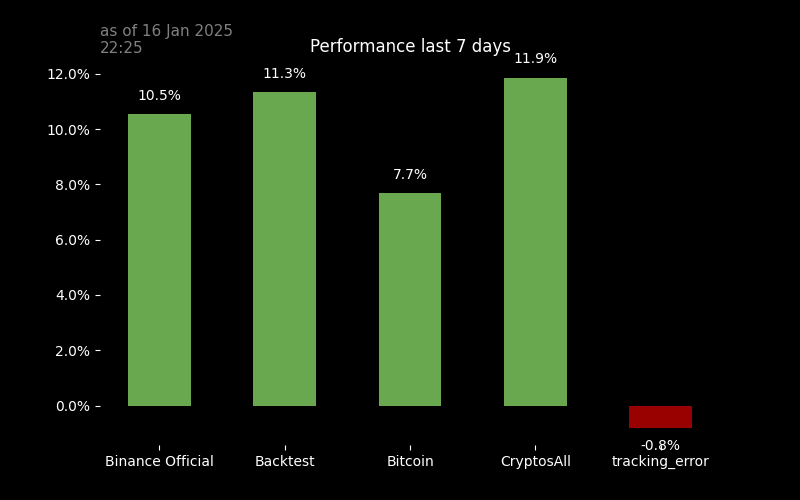 as of 16 Jan 2025
22:25
Performance last 7 days
12.0%
10.0%
8.0%
6.0%
4.0%
2.0%
0.0%
10.5%
11.3%
7.7%
11.9%
-0.8%
Binance Official
Backtest
Bitcoin
CryptosAll
tracking_error